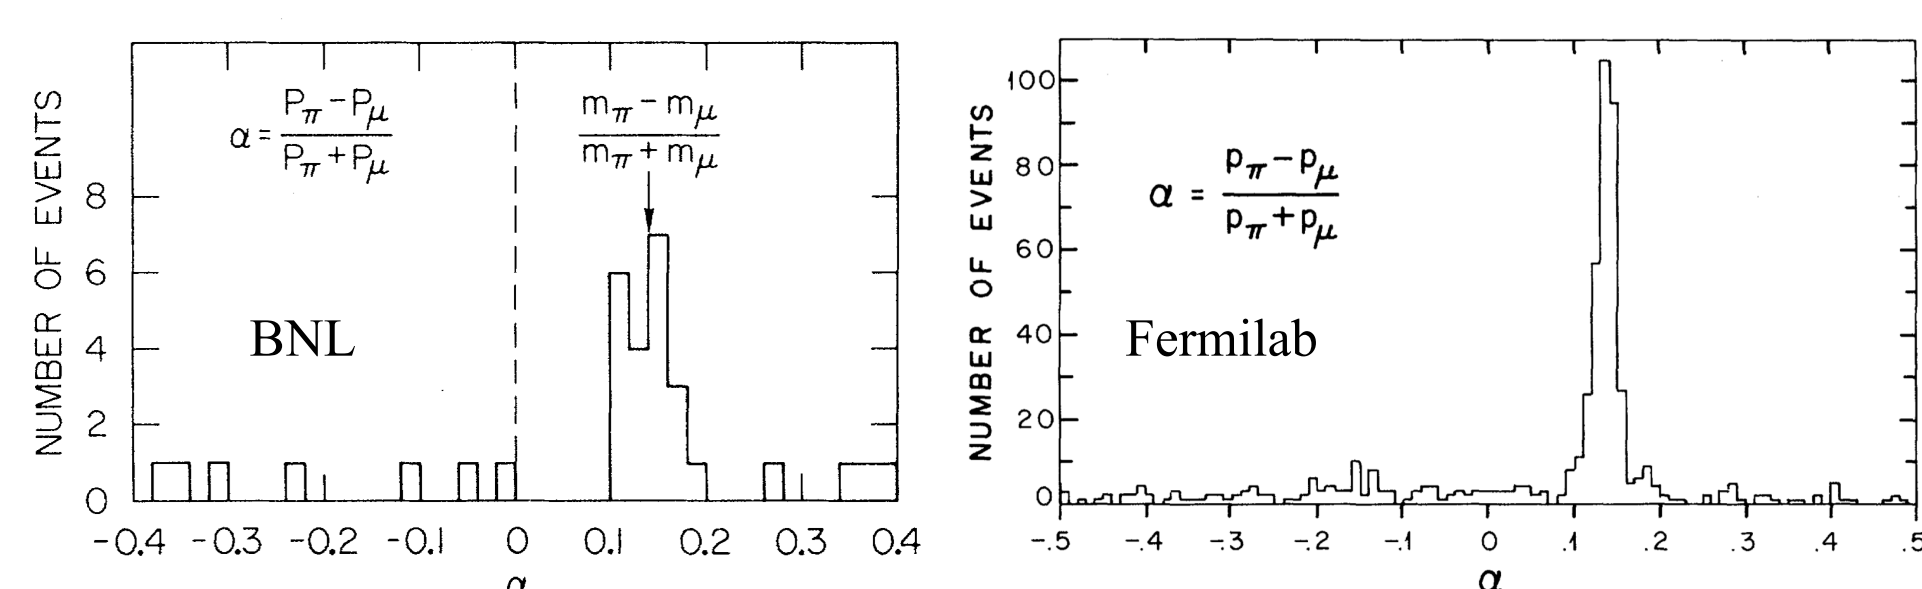 NUMBER OF EVENTS
8
6
4
2
0
α = (P_π − P_μ) / (P_π + P_μ)
(m_π − m_μ) / (m_π + m_μ)
BNL
-0.4 -0.3 -0.2 -0.1 0 0.1 0.2 0.3 0.4
α
NUMBER OF EVENTS
100
80
60
40
20
0
α = (p_π − p_μ) / (p_π + p_μ)
Fermilab
-.5 -.4 -.3 -.2 -.1 0 .1 .2 .3 .4 .5
α